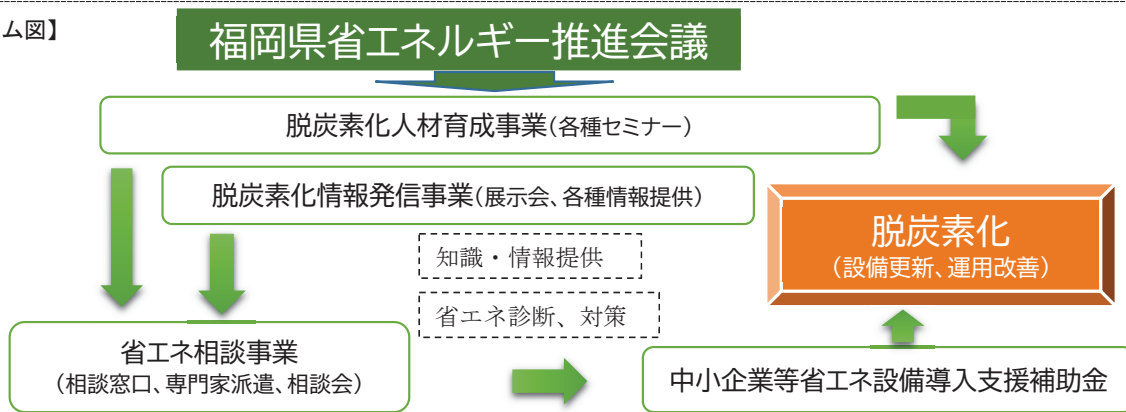 ム図】
福岡県省エネルギー推進会議
脱炭素化人材育成事業(各種セミナー)
脱炭素化情報発信事業(展示会、各種情報提供)
脱炭素化
(設備更新、運用改善)
知識・情報提供
省エネ診断、対策
省エネ相談事業
(相談窓口、専門家派遣、相談会)
中小企業等省エネ設備導入支援補助金